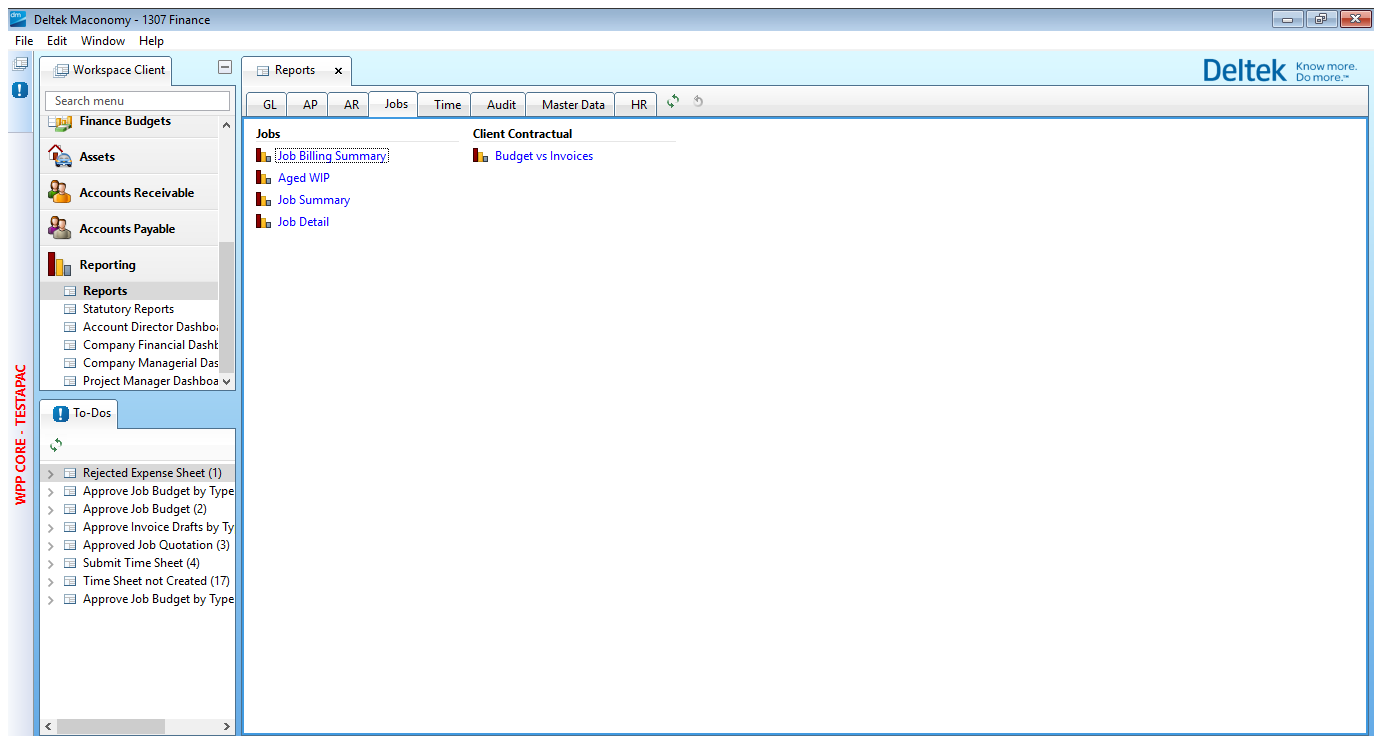 dm Deltek Maconomy - 1307 Finance
File Edit Window Help
Workspace Client
Reports
Deltek Know more. Do more.™
Search menu
GL AP AR Jobs Time Audit Master Data HR
Finance Budgets
Assets
Accounts Receivable
Accounts Payable
Reporting
Reports
Statutory Reports
Account Director Dashboa
Company Financial Dashb
Company Managerial Das
Project Manager Dashboa
Jobs
Job Billing Summary
Aged WIP
Job Summary
Job Detail
Client Contractual
Budget vs Invoices
WPP CORE - TESTAPAC
To-Dos
Rejected Expense Sheet (1)
Approve Job Budget by Type
Approve Job Budget (2)
Approve Invoice Drafts by Ty
Approved Job Quotation (3)
Submit Time Sheet (4)
Time Sheet not Created (17)
Approve Job Budget by Type